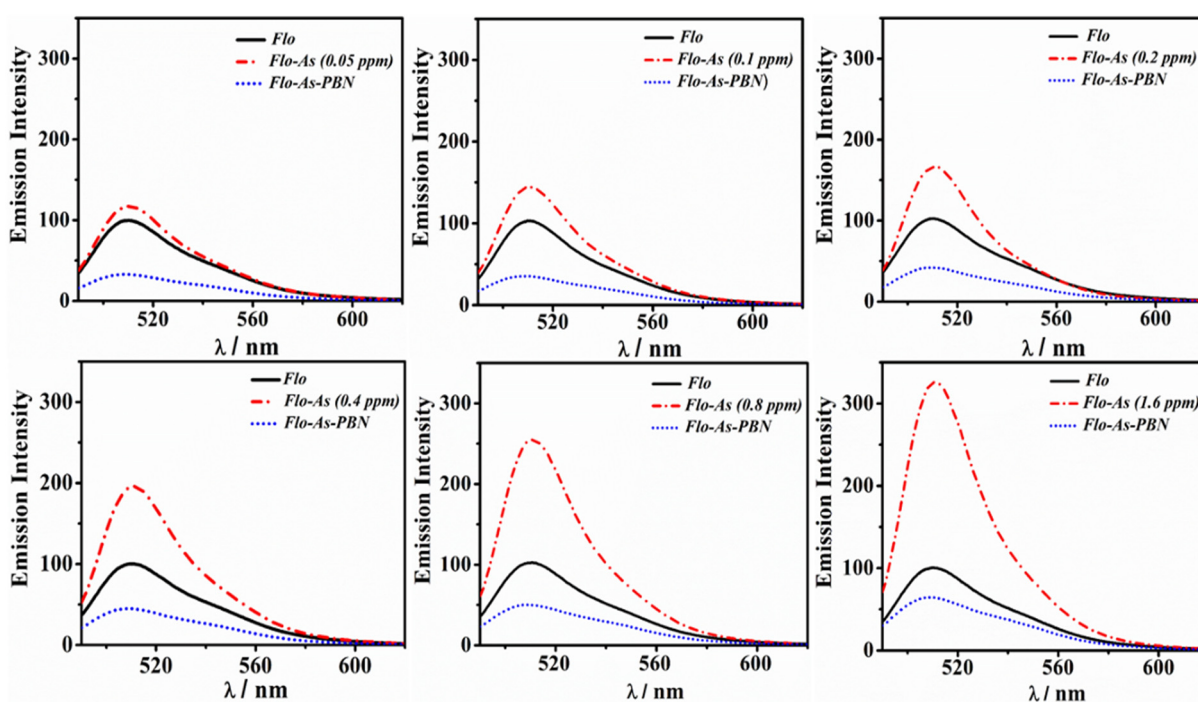 Emission Intensity
300
200
100
0
520
560
600
λ / nm
Flo
Flo-As (0.05 ppm)
Flo-As-PBN
Emission Intensity
300
200
100
0
520
560
600
λ / nm
Flo
Flo-As (0.1 ppm)
Flo-As-PBN)
Emission Intensity
300
200
100
0
520
560
600
λ / nm
Flo
Flo-As (0.2 ppm)
Flo-As-PBN
Emission Intensity
300
200
100
0
520
560
600
λ / nm
Flo
Flo-As (0.4 ppm)
Flo-As-PBN
Emission Intensity
300
200
100
0
520
560
600
λ / nm
Flo
Flo-As (0.8 ppm)
Flo-As-PBN
Emission Intensity
300
200
100
0
520
560
600
λ / nm
Flo
Flo-As (1.6 ppm)
Flo-As-PBN